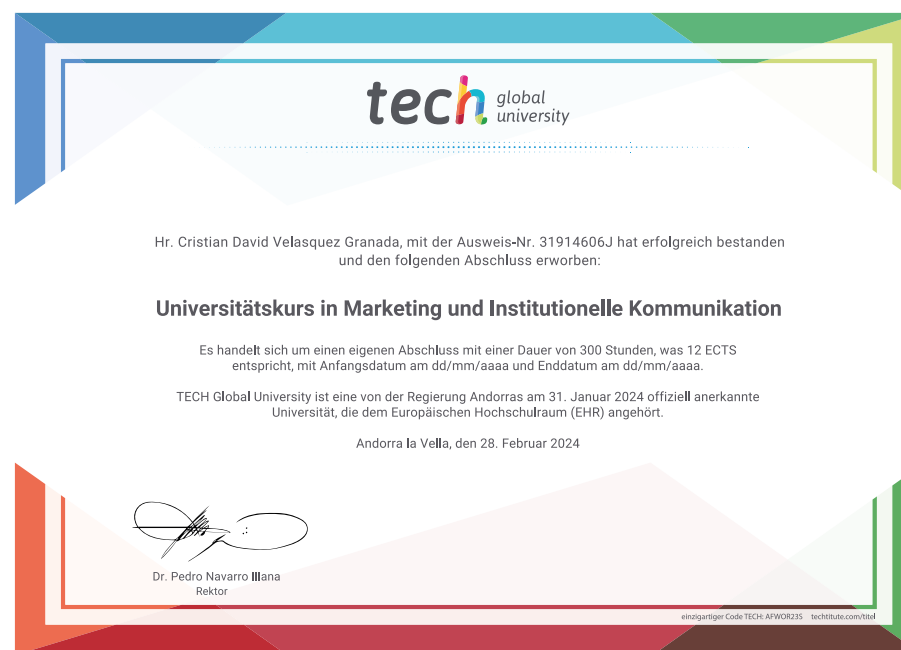 tech global university
Hr. Cristian David Velasquez Granada, mit der Ausweis-Nr. 31914606J hat erfolgreich bestanden
und den folgenden Abschluss erworben:
Universitätskurs in Marketing und Institutionelle Kommunikation
Es handelt sich um einen eigenen Abschluss mit einer Dauer von 300 Stunden, was 12 ECTS
entspricht, mit Anfangsdatum am dd/mm/aaaa und Enddatum am dd/mm/aaaa.
TECH Global University ist eine von der Regierung Andorras am 31. Januar 2024 offiziell anerkannte
Universität, die dem Europäischen Hochschulraum (EHR) angehört.
Andorra la Vella, den 28. Februar 2024
Dr. Pedro Navarro Illana
Rektor
einzigartiger Code TECH: AFWOR23S techtitute.com/titel